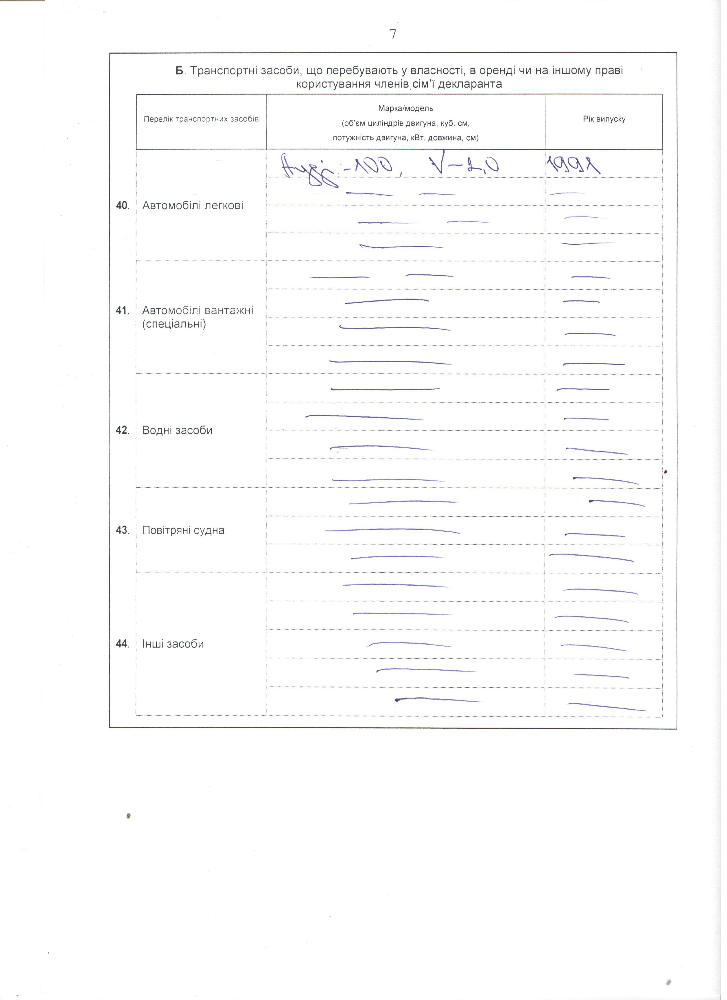 7
Б. Транспортні засоби, що перебувають у власності, в оренді чи на іншому праві
користування членів сім'ї декларанта
Перелік транспортних засобів
Марка/модель
(об'єм циліндрів двигуна, куб. см,
потужність двигуна, кВт, довжина, см)
Рік випуску
40. Автомобілі легкові
Ауді -100, V-2,0 1991
41. Автомобілі вантажні
(спеціальні)
42. Водні засоби
43. Повітряні судна
44. Інші засоби